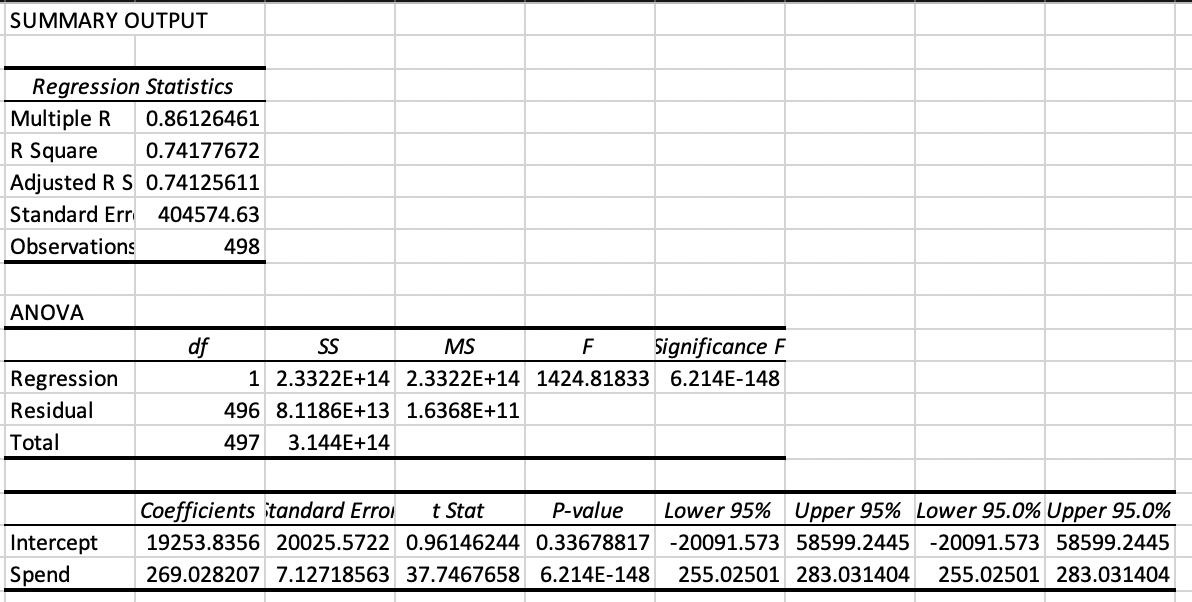 SUMMARY OUTPUT
Regression Statistics
Multiple R 0.86126461
R Square 0.74177672
Adjusted R S 0.74125611
Standard Err 404574.63
Observations 498
ANOVA
df SS MS F Significance F
Regression 1 2.3322E+14 2.3322E+14 1424.81833 6.214E-148
Residual 496 8.1186E+13 1.6368E+11
Total 497 3.144E+14
Coefficients Standard Error t Stat P-value Lower 95% Upper 95% Lower 95.0% Upper 95.0%
Intercept 19253.8356 20025.5722 0.96146244 0.33678817 -20091.573 58599.2445 -20091.573 58599.2445
Spend 269.028207 7.12718563 37.7467658 6.214E-148 255.02501 283.031404 255.02501 283.031404